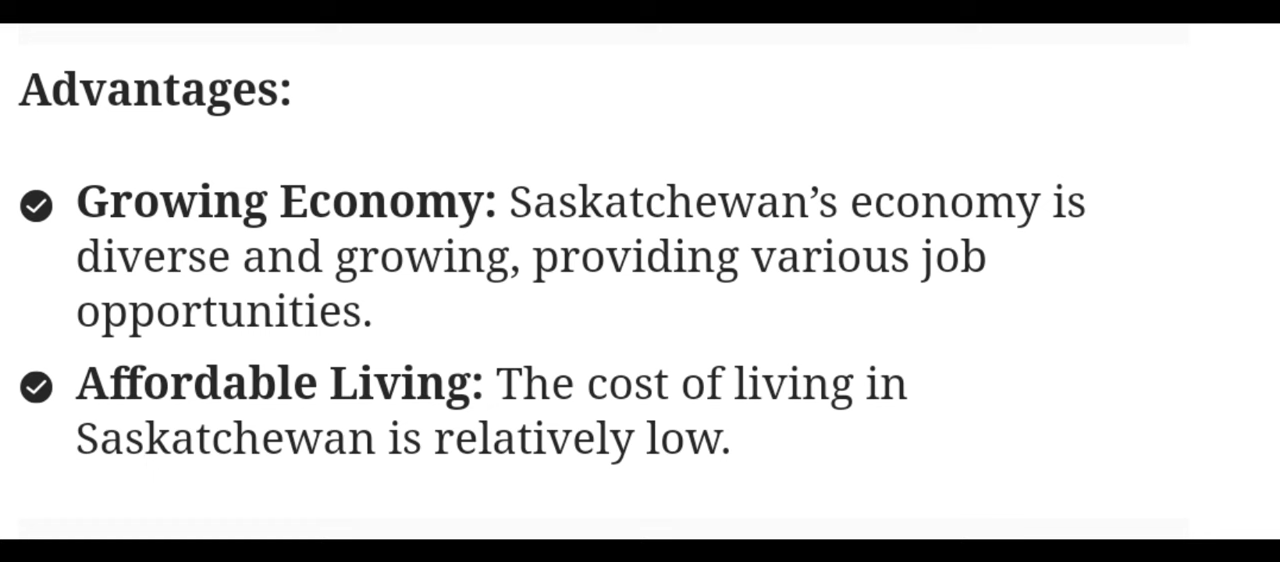 Advantages:
Growing Economy: Saskatchewan’s economy is
diverse and growing, providing various job
opportunities.
Affordable Living: The cost of living in
Saskatchewan is relatively low.